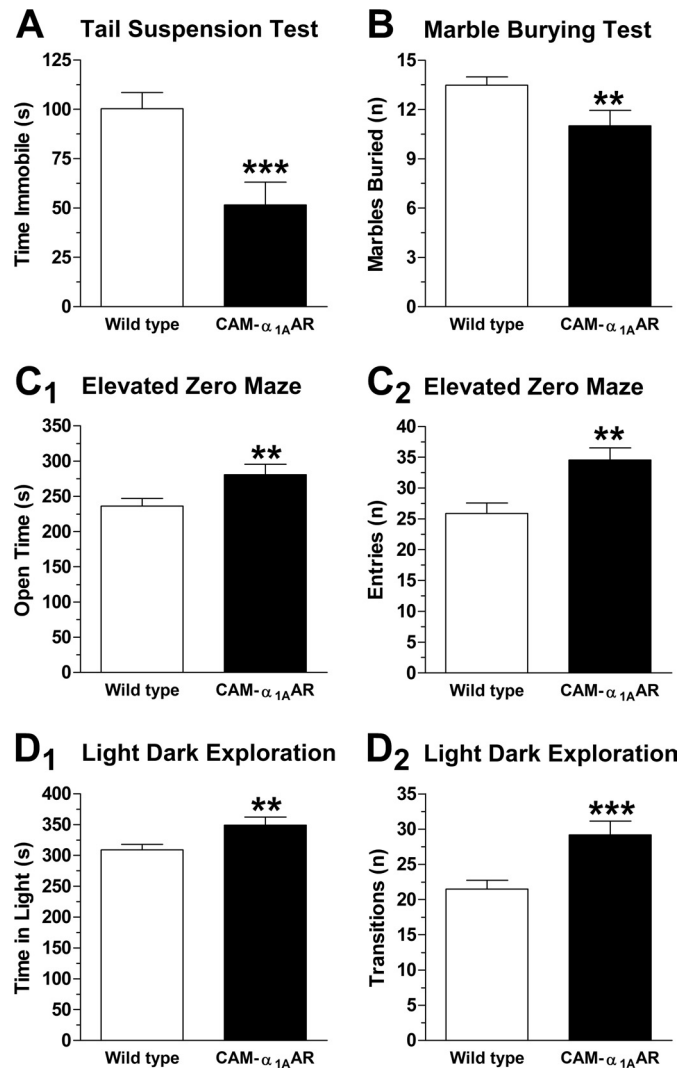 A Tail Suspension Test
Time Immobile (s)
125
100
75
50
25
0
***
Wild type CAM-α1AAR
B Marble Burying Test
Marbles Buried (n)
15
12
9
6
3
0
**
Wild type CAM-α1AAR
C1 Elevated Zero Maze
Open Time (s)
350
300
250
200
150
100
50
0
**
Wild type CAM-α1AAR
C2 Elevated Zero Maze
Entries (n)
40
35
30
25
20
15
10
5
0
**
Wild type CAM-α1AAR
D1 Light Dark Exploration
Time in Light (s)
400
350
300
250
200
150
100
50
0
**
Wild type CAM-α1AAR
D2 Light Dark Exploration
Transitions (n)
35
30
25
20
15
10
5
0
***
Wild type CAM-α1AAR